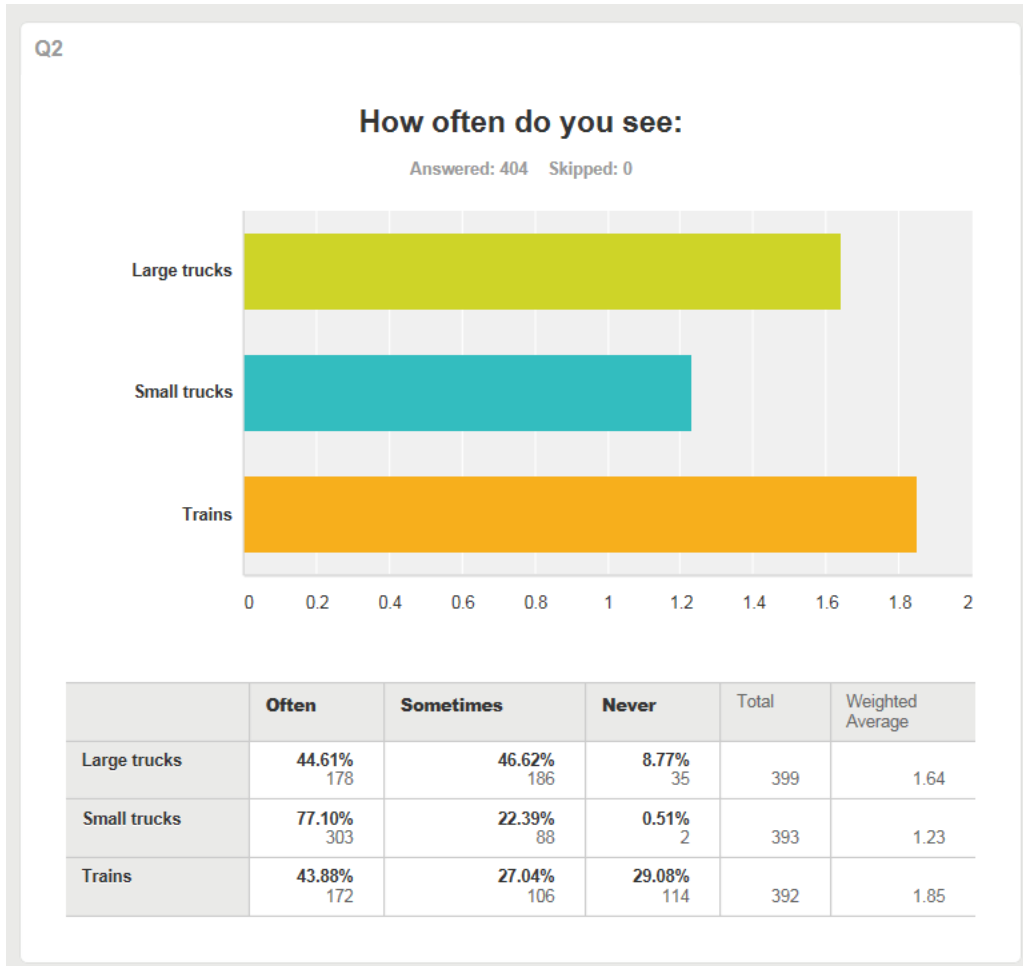 Q2
How often do you see:
Answered: 404 Skipped: 0
Large trucks
Small trucks
Trains
0 0.2 0.4 0.6 0.8 1 1.2 1.4 1.6 1.8 2
Often Sometimes Never Total Weighted Average
Large trucks 44.61% 46.62% 8.77%
178 186 35 399 1.64
Small trucks 77.10% 22.39% 0.51%
303 88 2 393 1.23
Trains 43.88% 27.04% 29.08%
172 106 114 392 1.85